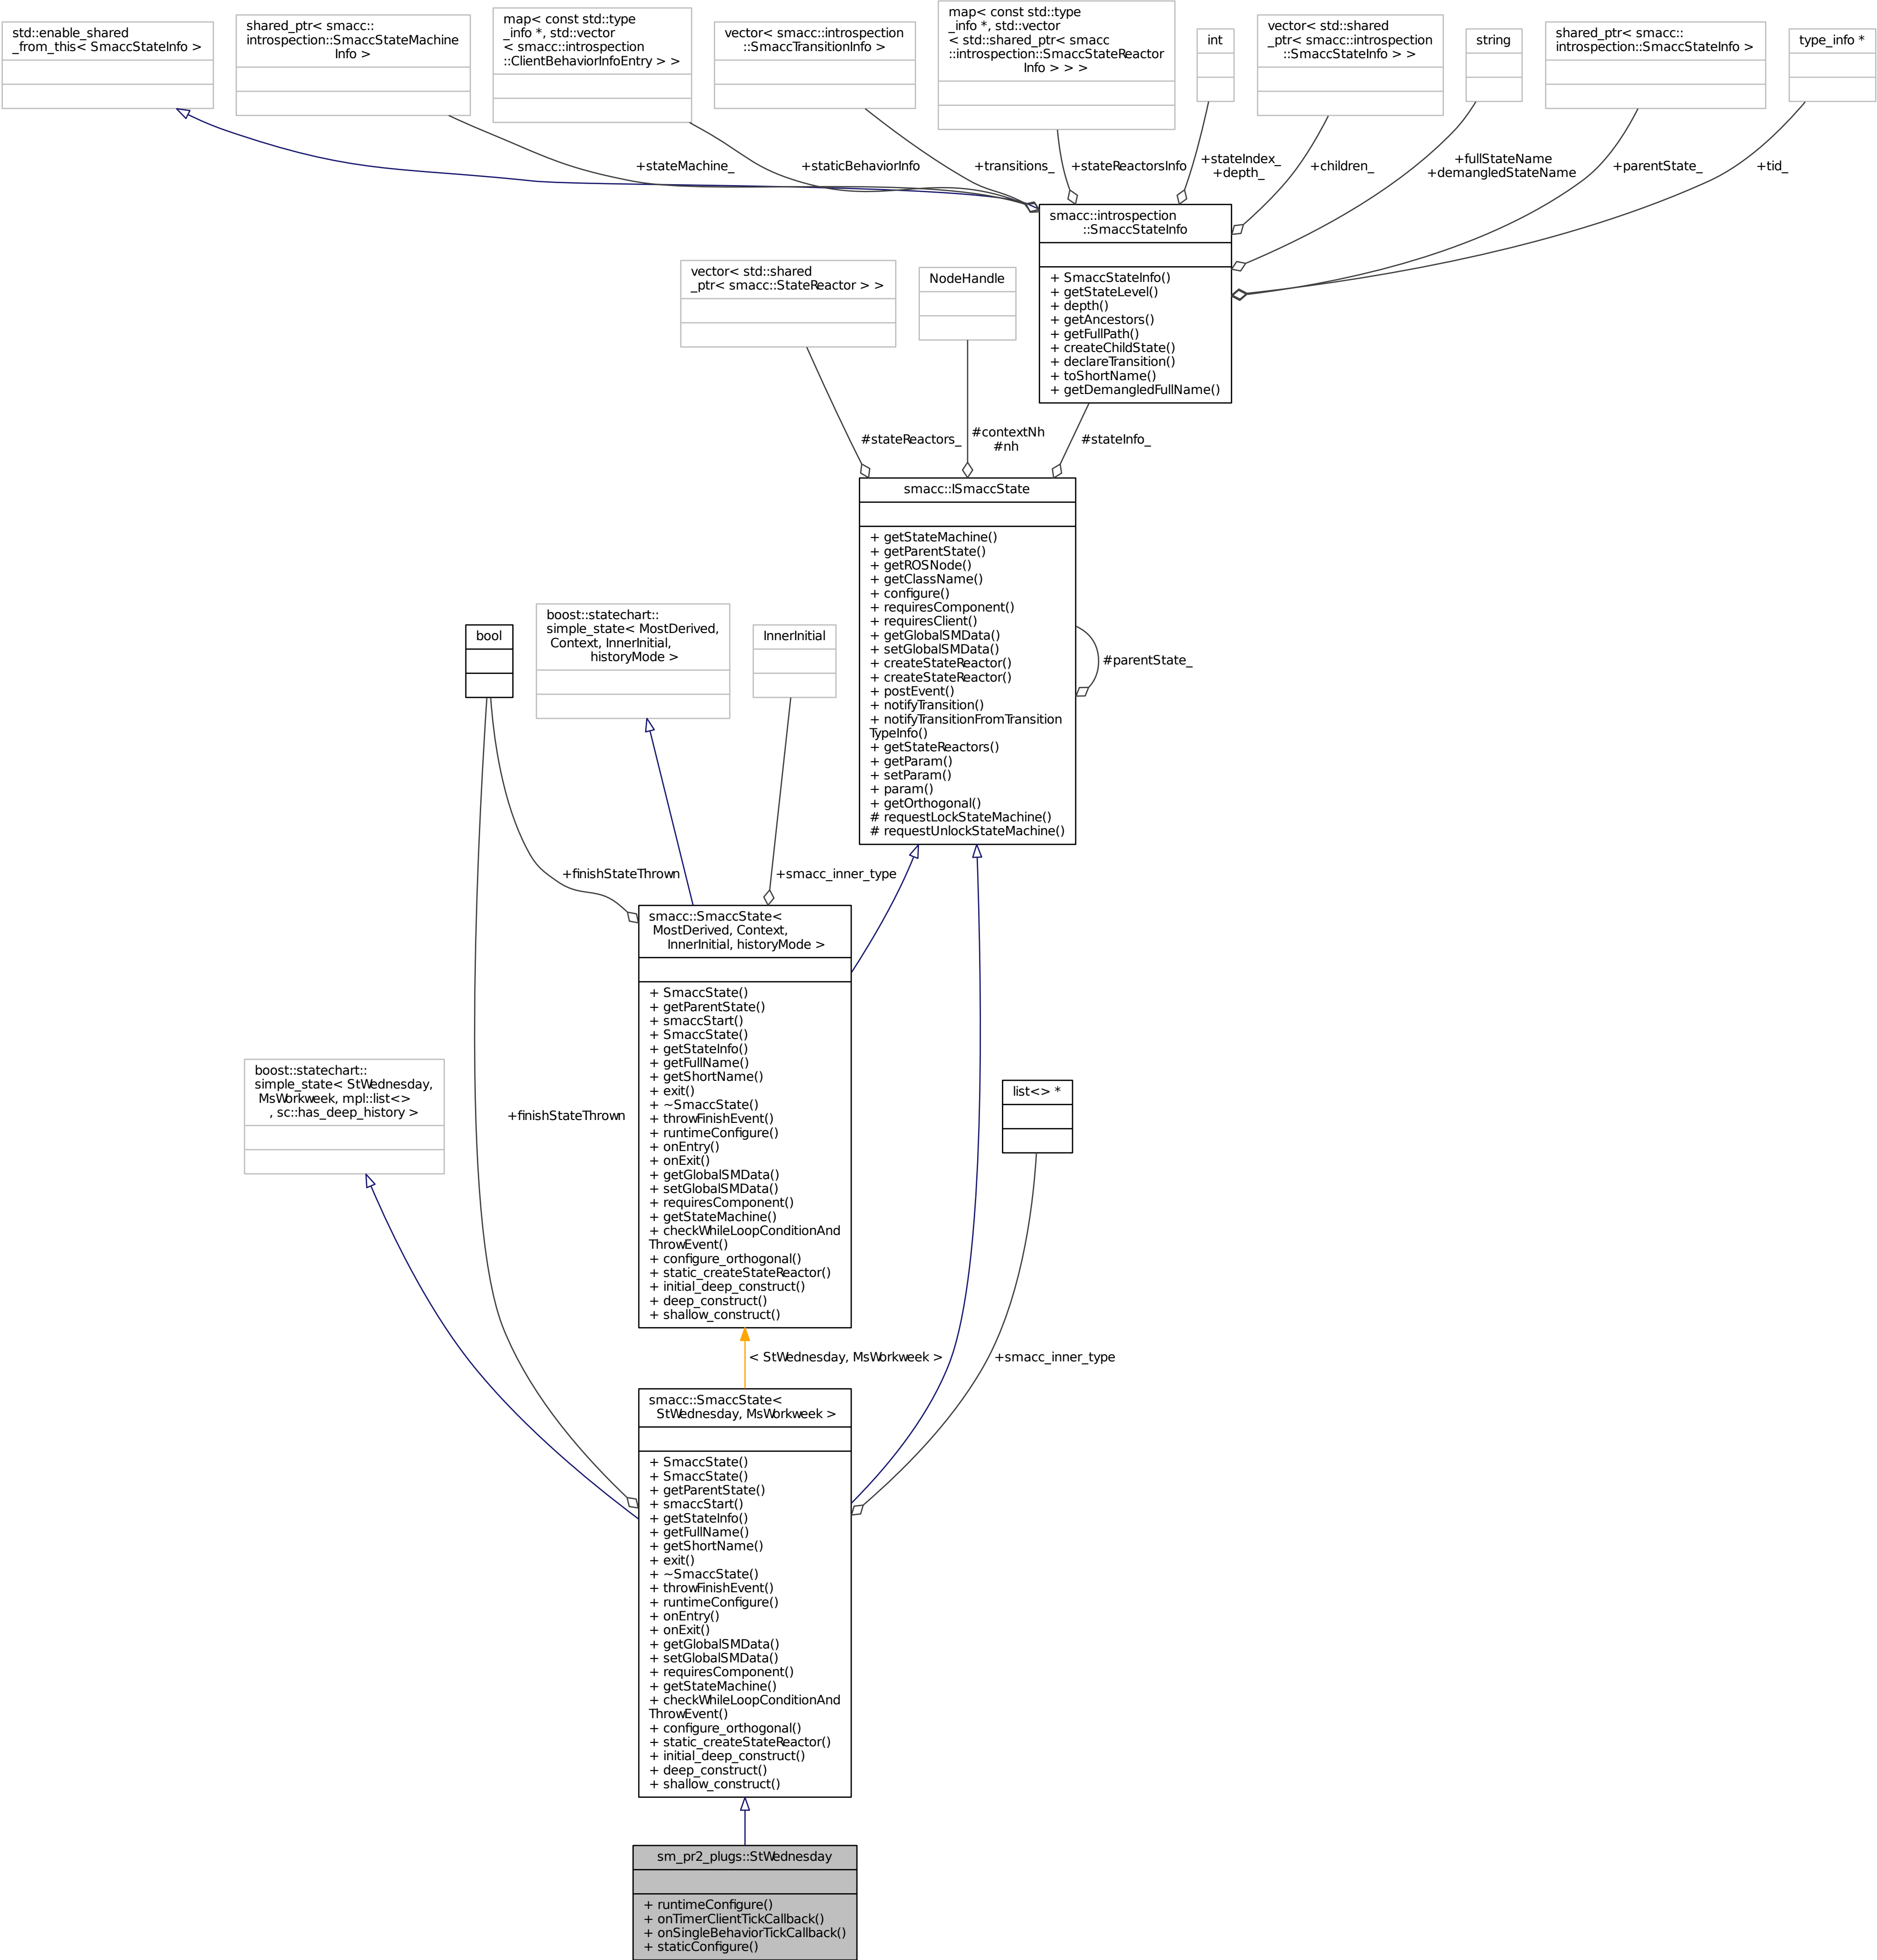 std::enable_shared
_from_this< SmaccStateInfo >
shared_ptr< smacc::
introspection::SmaccStateMachine
Info >
map< const std::type
_info *, std::vector
< smacc::introspection
::ClientBehaviorInfoEntry > >
vector< smacc::introspection
::SmaccTransitionInfo >
map< const std::type
_info *, std::vector
< std::shared_ptr< smacc
::introspection::SmaccStateReactor
Info > > >
int
vector< std::shared
_ptr< smacc::introspection
::SmaccStateInfo > >
string
shared_ptr< smacc::
introspection::SmaccStateInfo >
type_info *
+stateMachine_
+staticBehaviorInfo
+transitions_
+stateReactorsInfo
+stateIndex_
+depth_
+children_
+fullStateName
+demangledStateName
+parentState_
+tid_
smacc::introspection
::SmaccStateInfo
+ SmaccStateInfo()
+ getStateLevel()
+ depth()
+ getAncestors()
+ getFullPath()
+ createChildState()
+ declareTransition()
+ toShortName()
+ getDemangledFullName()
vector< std::shared
_ptr< smacc::StateReactor > >
NodeHandle
#stateReactors_
#contextNh
#nh
#stateInfo_
smacc::ISmaccState
+ getStateMachine()
+ getParentState()
+ getROSNode()
+ getClassName()
+ configure()
+ requiresComponent()
+ requiresClient()
+ getGlobalSMData()
+ setGlobalSMData()
+ createStateReactor()
+ createStateReactor()
+ postEvent()
+ notifyTransition()
+ notifyTransitionFromTransition
TypeInfo()
+ getStateReactors()
+ getParam()
+ setParam()
+ param()
+ getOrthogonal()
# requestLockStateMachine()
# requestUnlockStateMachine()
#parentState_
bool
boost::statechart::
simple_state< MostDerived,
Context, InnerInitial,
historyMode >
InnerInitial
+finishStateThrown
+smacc_inner_type
smacc::SmaccState<
MostDerived, Context,
InnerInitial, historyMode >
+ SmaccState()
+ getParentState()
+ smaccStart()
+ SmaccState()
+ getStateInfo()
+ getFullName()
+ getShortName()
+ exit()
+ ~SmaccState()
+ throwFinishEvent()
+ runtimeConfigure()
+ onEntry()
+ onExit()
+ getGlobalSMData()
+ setGlobalSMData()
+ requiresComponent()
+ getStateMachine()
+ checkWhileLoopConditionAnd
ThrowEvent()
+ configure_orthogonal()
+ static_createStateReactor()
+ initial_deep_construct()
+ deep_construct()
+ shallow_construct()
boost::statechart::
simple_state< StWednesday,
MsWorkweek, mpl::list<>
, sc::has_deep_history >
+finishStateThrown
list<> *
< StWednesday, MsWorkweek >
+smacc_inner_type
smacc::SmaccState<
StWednesday, MsWorkweek >
+ SmaccState()
+ SmaccState()
+ getParentState()
+ smaccStart()
+ getStateInfo()
+ getFullName()
+ getShortName()
+ exit()
+ ~SmaccState()
+ throwFinishEvent()
+ runtimeConfigure()
+ onEntry()
+ onExit()
+ getGlobalSMData()
+ setGlobalSMData()
+ requiresComponent()
+ getStateMachine()
+ checkWhileLoopConditionAnd
ThrowEvent()
+ configure_orthogonal()
+ static_createStateReactor()
+ initial_deep_construct()
+ deep_construct()
+ shallow_construct()
sm_pr2_plugs::StWednesday
+ runtimeConfigure()
+ onTimerClientTickCallback()
+ onSingleBehaviorTickCallback()
+ staticConfigure()